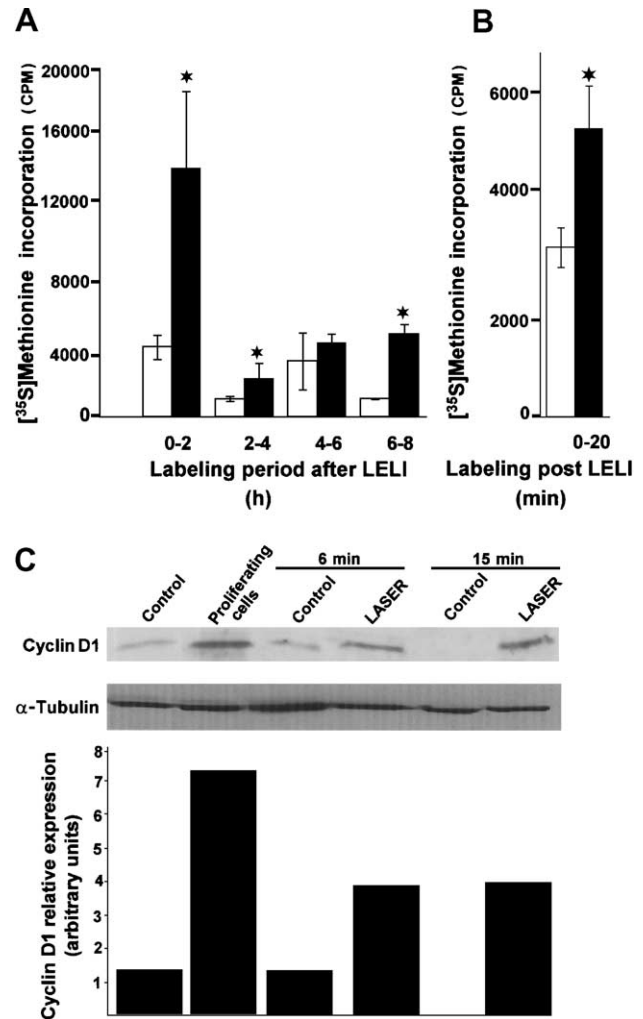 A
[³⁵S]Methionine incorporation (CPM)
20000
16000
12000
8000
4000
0
0-2
2-4
4-6
6-8
Labeling period after LELI
(h)
B
[³⁵S]Methionine incorporation (CPM)
6000
4000
2000
0
0-20
Labeling post LELI
(min)
C
6 min
15 min
Control
Proliferating
cells
Control
LASER
Control
LASER
Cyclin D1
α-Tubulin
Cyclin D1 relative expression
(arbitrary units)
8
7
6
5
4
3
2
1